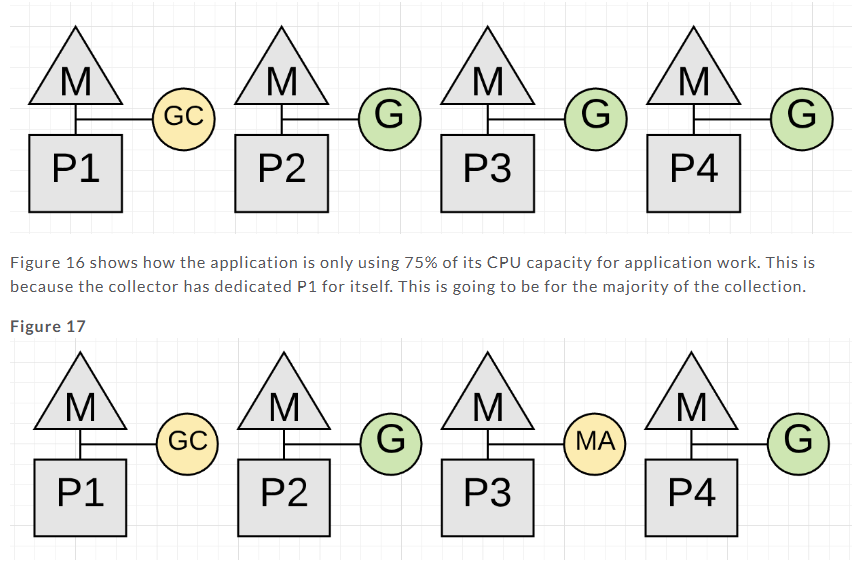 M M M M
GC G G G
P1 P2 P3 P4
Figure 16 shows how the application is only using 75% of its CPU capacity for application work. This is
because the collector has dedicated P1 for itself. This is going to be for the majority of the collection.
Figure 17
M M M M
GC G MA G
P1 P2 P3 P4